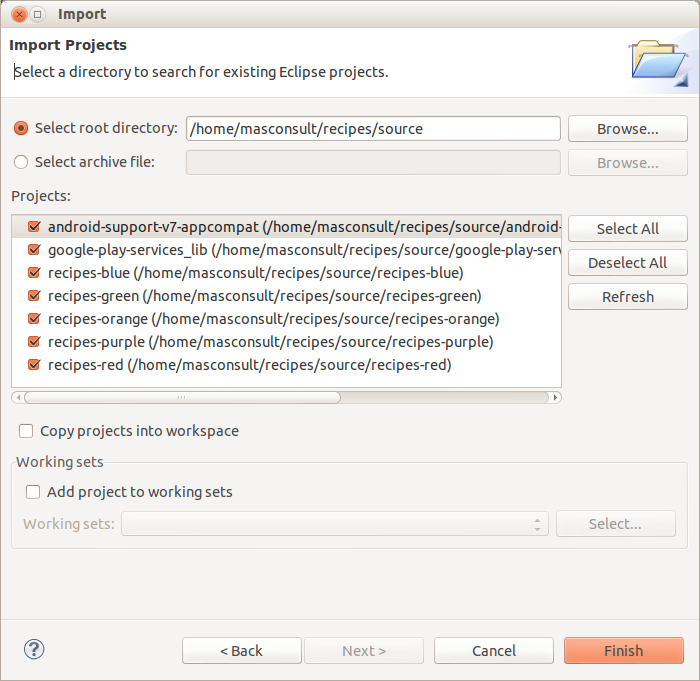 Import
Import Projects
Select a directory to search for existing Eclipse projects.
Select root directory: /home/masconsult/recipes/source Browse...
Select archive file: Browse...
Projects:
android-support-v7-appcompat (/home/masconsult/recipes/source/android-
google-play-services_lib (/home/masconsult/recipes/source/google-play-serv
recipes-blue (/home/masconsult/recipes/source/recipes-blue)
recipes-green (/home/masconsult/recipes/source/recipes-green)
recipes-orange (/home/masconsult/recipes/source/recipes-orange)
recipes-purple (/home/masconsult/recipes/source/recipes-purple)
recipes-red (/home/masconsult/recipes/source/recipes-red)
Select All
Deselect All
Refresh
Copy projects into workspace
Working sets
Add project to working sets
Working sets: Select...
? < Back Next > Cancel Finish